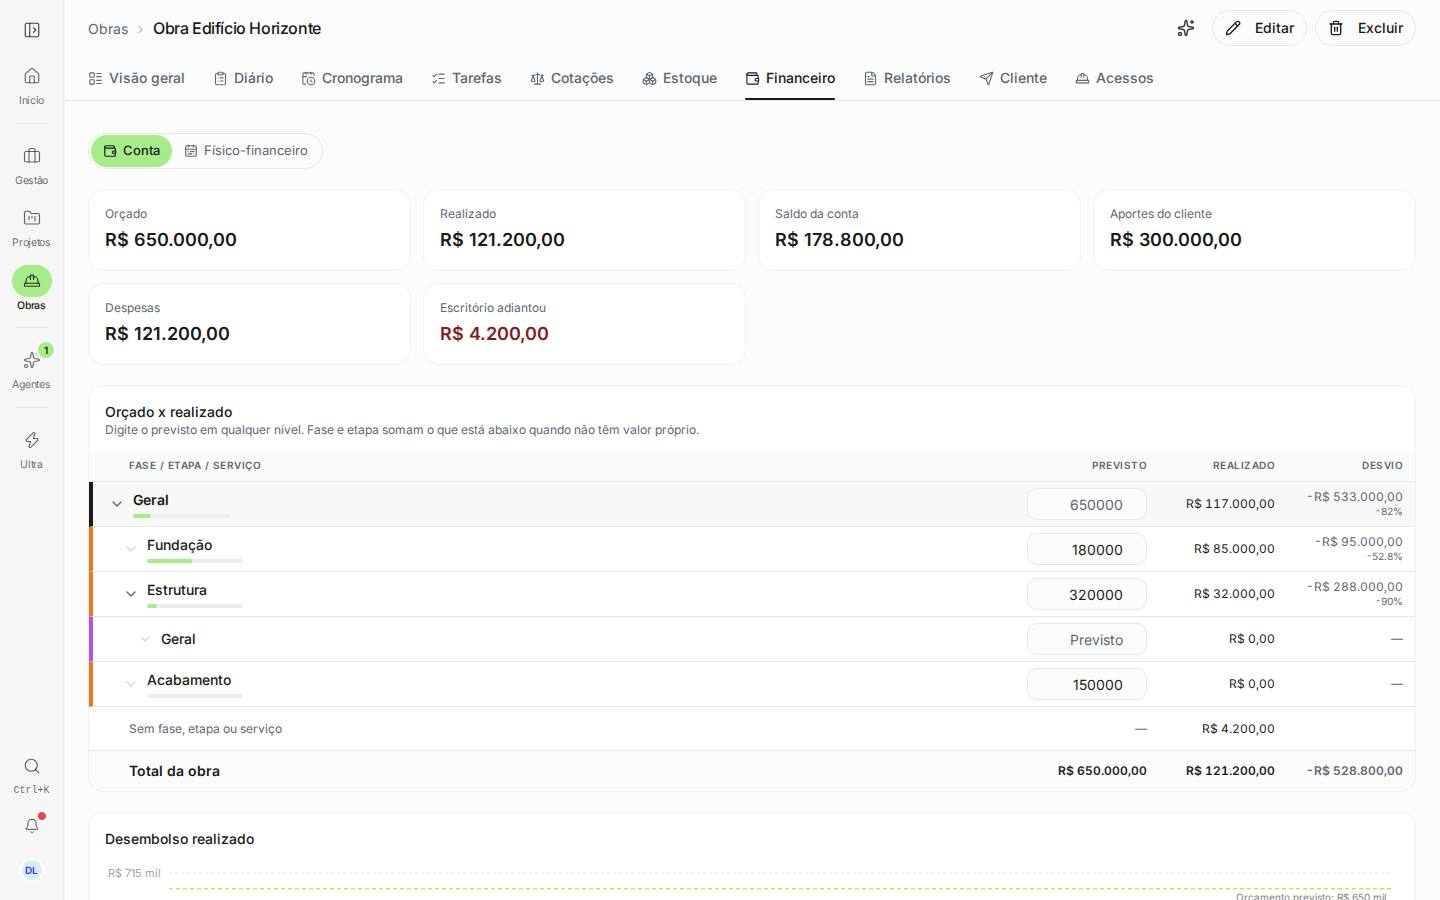 Obras
Obra Edifício Horizonte
Editar
Excluir
Visão geral
Diário
Cronograma
Tarefas
Cotações
Estoque
Financeiro
Relatórios
Cliente
Acessos
Início
Gestão
Projetos
Obras
1
Agentes
Ultra
Ctrl+K
DL
Conta
Físico-financeiro
Orçado
R$ 650.000,00
Realizado
R$ 121.200,00
Saldo da conta
R$ 178.800,00
Aportes do cliente
R$ 300.000,00
Despesas
R$ 121.200,00
Escritório adiantou
R$ 4.200,00
Orçado x realizado
Digite o previsto em qualquer nível. Fase e etapa somam o que está abaixo quando não têm valor próprio.
FASE / ETAPA / SERVIÇO PREVISTO REALIZADO DESVIO
Geral 650000 R$ 117.000,00 -R$ 533.000,00
-82%
Fundação 180000 R$ 85.000,00 -R$ 95.000,00
-52.8%
Estrutura 320000 R$ 32.000,00 -R$ 288.000,00
-90%
Geral Previsto R$ 0,00 —
Acabamento 150000 R$ 0,00 —
Sem fase, etapa ou serviço — R$ 4.200,00
Total da obra R$ 650.000,00 R$ 121.200,00 -R$ 528.800,00
Desembolso realizado
R$ 715 mil
Orçamento previsto: R$ 650 mil